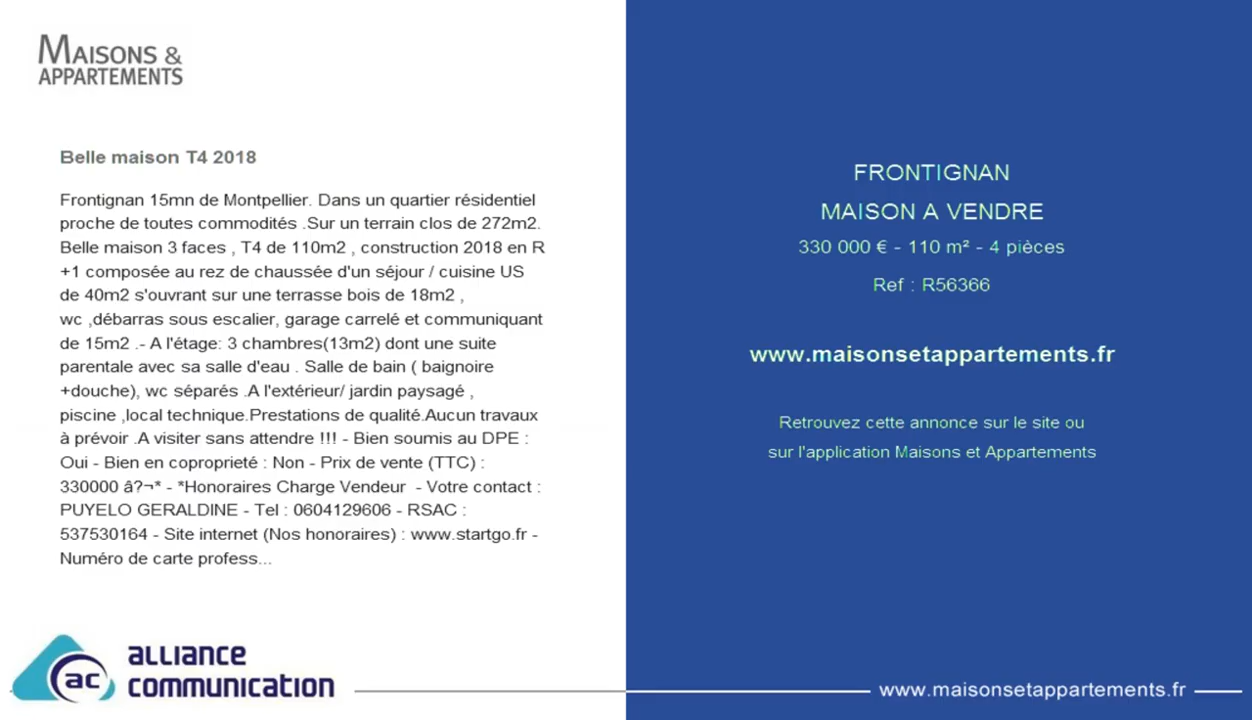 MAISONS &
APPARTEMENTS
Belle maison T4 2018
Frontignan 15mn de Montpellier. Dans un quartier résidentiel
proche de toutes commodités .Sur un terrain clos de 272m2.
Belle maison 3 faces , T4 de 110m2 , construction 2018 en R
+1 composée au rez de chaussée d'un séjour / cuisine US
de 40m2 s'ouvrant sur une terrasse bois de 18m2 ,
wc ,débarras sous escalier, garage carrelé et communiquant
de 15m2 .- A l'étage: 3 chambres(13m2) dont une suite
parentale avec sa salle d'eau . Salle de bain ( baignoire
+douche), wc séparés .A l'extérieur/ jardin paysagé ,
piscine ,local technique.Prestations de qualité.Aucun travaux
à prévoir .A visiter sans attendre !!! - Bien soumis au DPE :
Oui - Bien en coproprieté : Non - Prix de vente (TTC) :
330000 â?¬* - *Honoraires Charge Vendeur - Votre contact :
PUYELO GERALDINE - Tel : 0604129606 - RSAC :
537530164 - Site internet (Nos honoraires) : www.startgo.fr -
Numéro de carte profess...
ac alliance
communication
FRONTIGNAN
MAISON A VENDRE
330 000 € - 110 m² - 4 pièces
Ref : R56366
www.maisonsetappartements.fr
Retrouvez cette annonce sur le site ou
sur l'application Maisons et Appartements
www.maisonsetappartements.fr